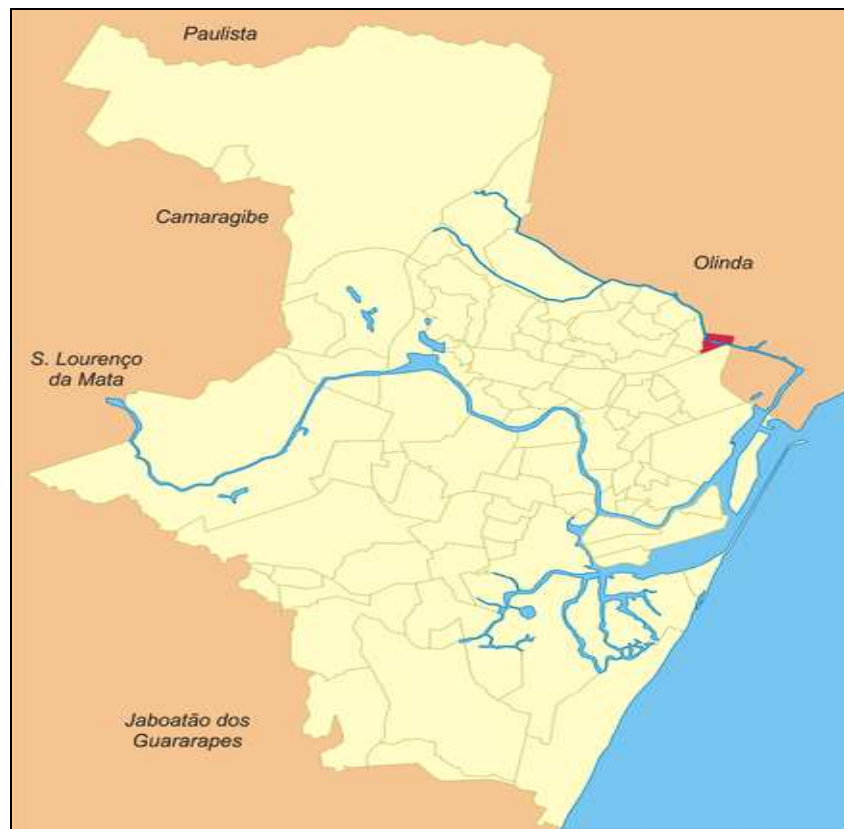 Paulista
Camaragibe
Olinda
S. Lourenço
da Mata
Jaboatão dos
Guararapes